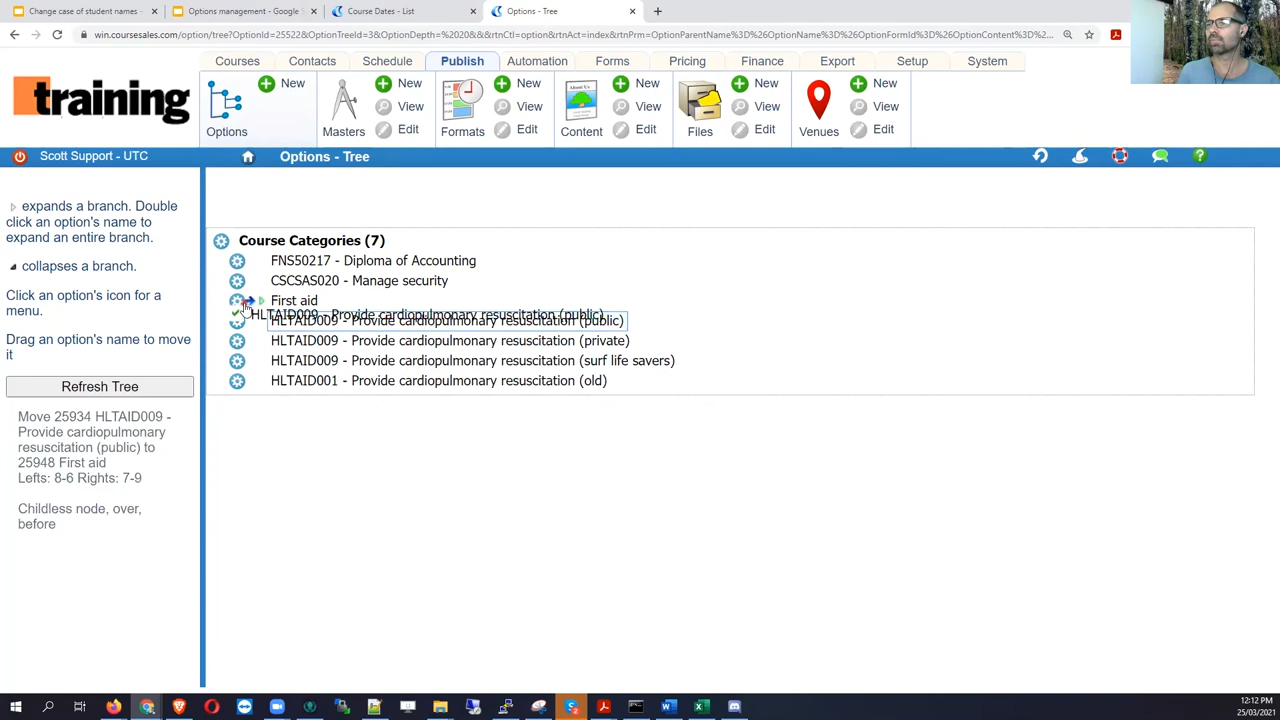 Change case of student names -
Options management - Google S
Course Dates - List
Options - Tree
win.coursesales.com/option/tree?OptionId=25522&OptionTreeId=3&OptionDepth=%2020&&&rtnCtl=option&rtnAct=index&rtnPrm=OptionParentName%3D%26OptionName%3D%26OptionFormId%3D%26OptionContent%3D%2...
training
Courses Contacts Schedule Publish Automation Forms Pricing Finance Export Setup System
Options
New
Masters
New
View
Edit
Formats
New
View
Edit
About Us
Content
New
View
Edit
Files
New
View
Edit
Venues
New
View
Edit
Scott Support - UTC
Options - Tree
expands a branch. Double
click an option's name to
expand an entire branch.
collapses a branch.
Click an option's icon for a
menu.
Drag an option's name to move
it
Refresh Tree
Move 25934 HLTAID009 -
Provide cardiopulmonary
resuscitation (public) to
25948 First aid
Lefts: 8-6 Rights: 7-9
Childless node, over,
before
Course Categories (7)
FNS50217 - Diploma of Accounting
CSCSAS020 - Manage security
First aid
HLTAID009 - Provide cardiopulmonary resuscitation (public)
HLTAID009 - Provide cardiopulmonary resuscitation (public)
HLTAID009 - Provide cardiopulmonary resuscitation (private)
HLTAID009 - Provide cardiopulmonary resuscitation (surf life savers)
HLTAID001 - Provide cardiopulmonary resuscitation (old)
12:12 PM
25/03/2021